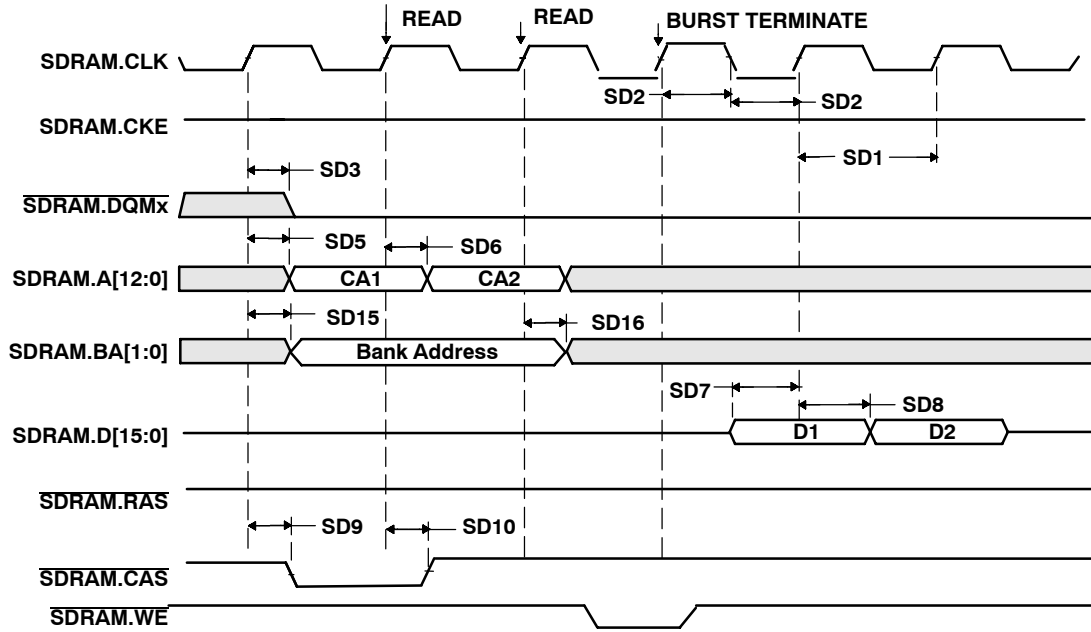 READ READ BURST TERMINATE
SDRAM.CLK
SD2 SD2
SDRAM.CKE
SD3 SD1
SDRAM.DQMx
SD5 SD6
SDRAM.A[12:0] CA1 CA2
SD15 SD16
SDRAM.BA[1:0] Bank Address
SD7 SD8
SDRAM.D[15:0] D1 D2
SDRAM.RAS
SD9 SD10
SDRAM.CAS
SDRAM.WE